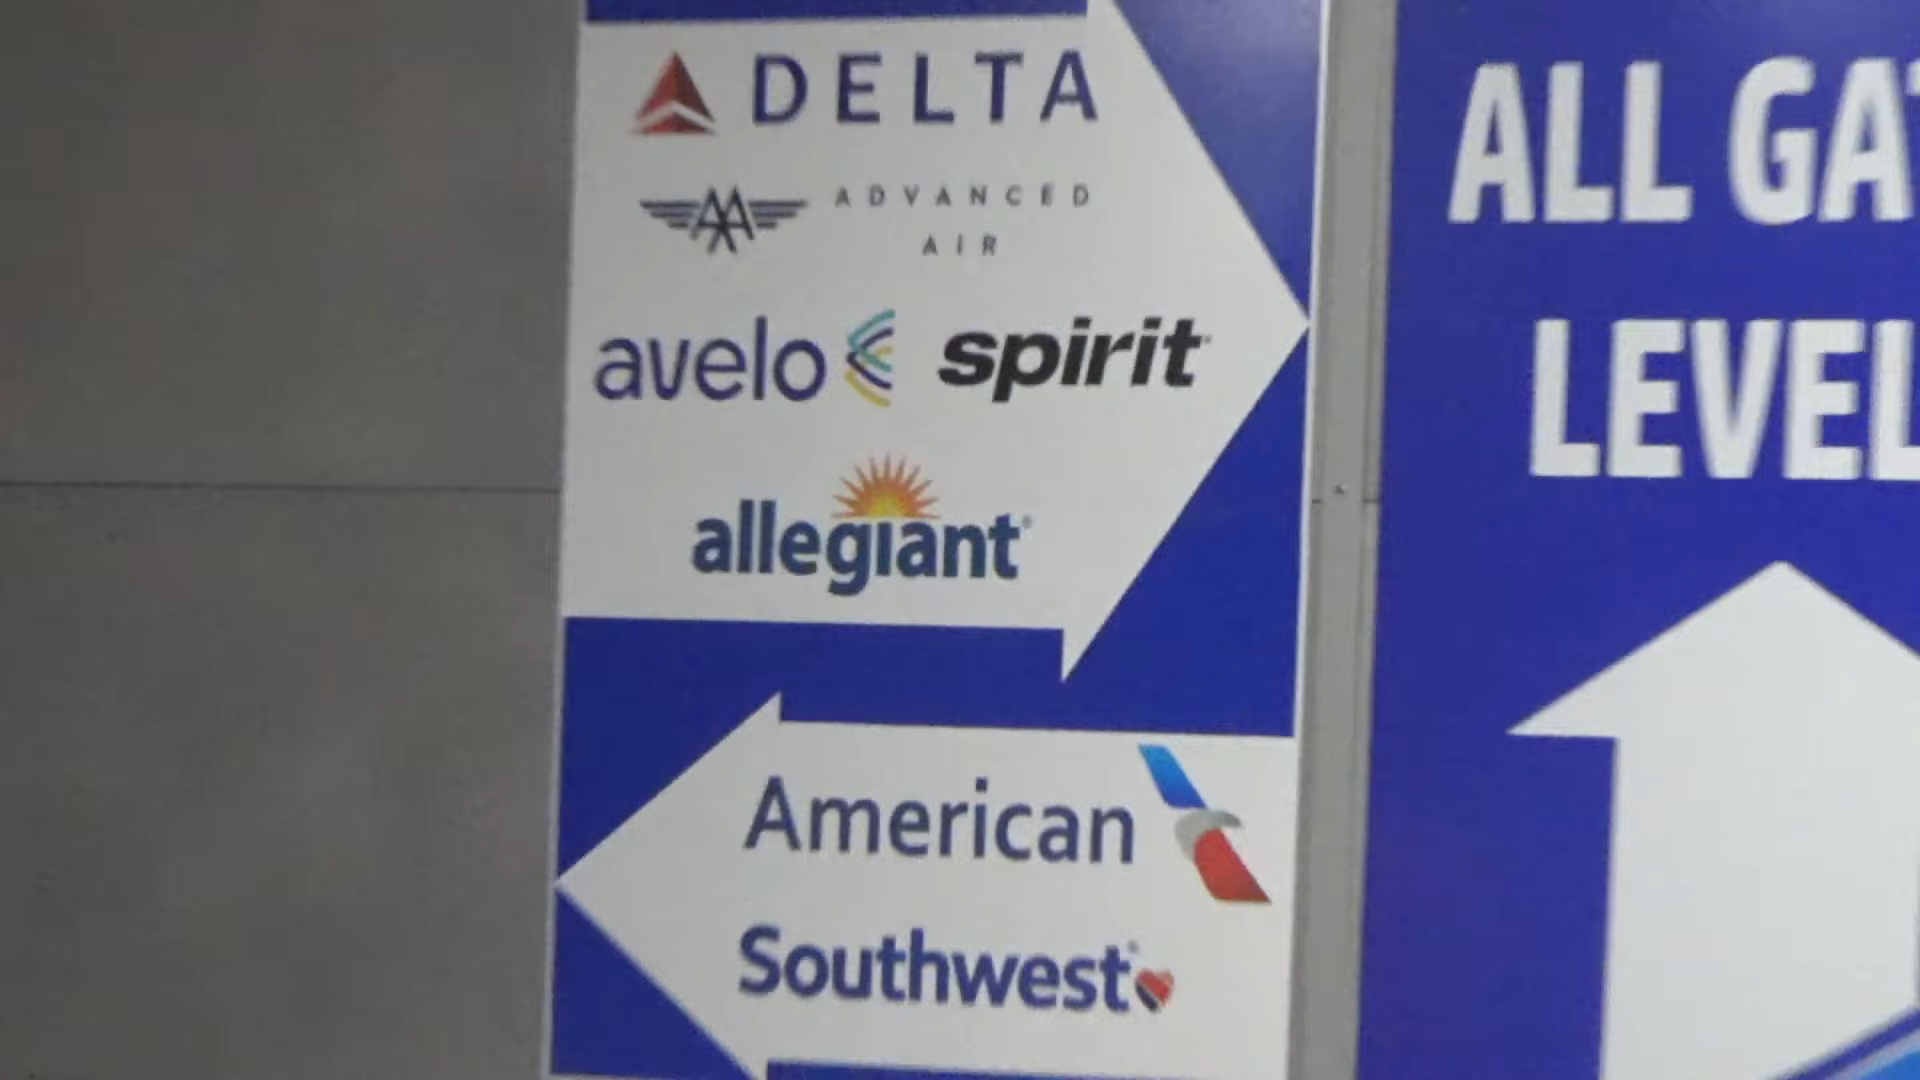 DELTA
ADVANCED
AIR
avelo spirit
allegiant
American
Southwest
ALL GA
LEVEL